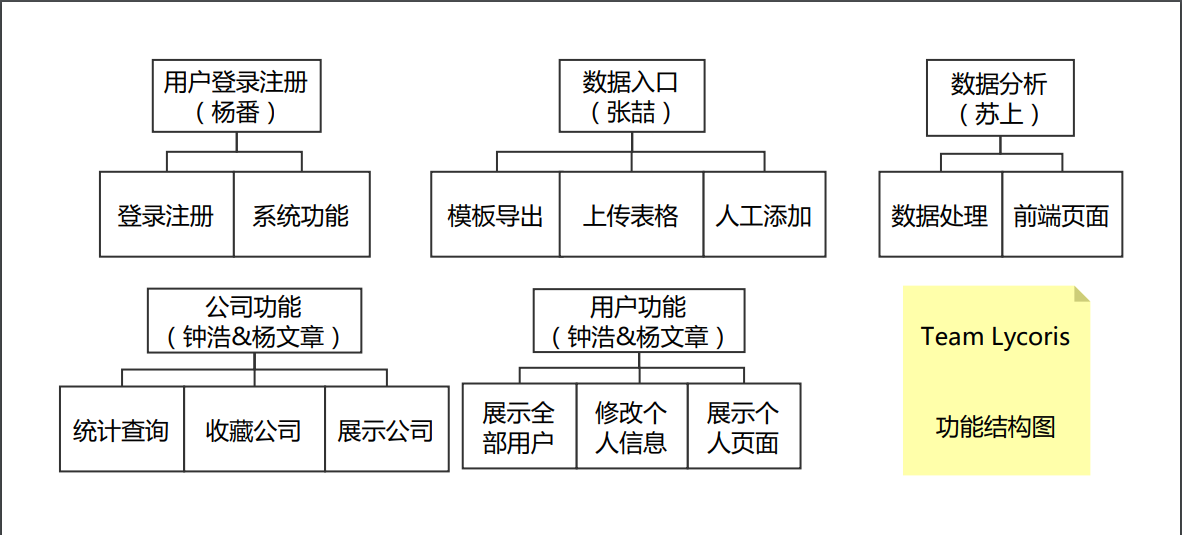 用户登录注册
（杨番）
登录注册
系统功能
数据入口
（张喆）
模板导出
上传表格
人工添加
数据分析
（苏上）
数据处理
前端页面
公司功能
（钟浩&杨文章）
统计查询
收藏公司
展示公司
用户功能
（钟浩&杨文章）
展示全
部用户
修改个
人信息
展示个
人页面
Team Lycoris
功能结构图